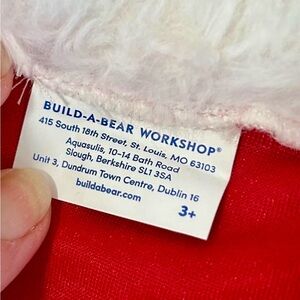 BUILD-A-BEAR WORKSHOP®
415 South 18th Street, St. Louis, MO 63103
Aquasulis, 10-14 Bath Road
Slough, Berkshire SL1 3SA
Unit 3, Dundrum Town Centre, Dublin 16
buildabear.com
3+